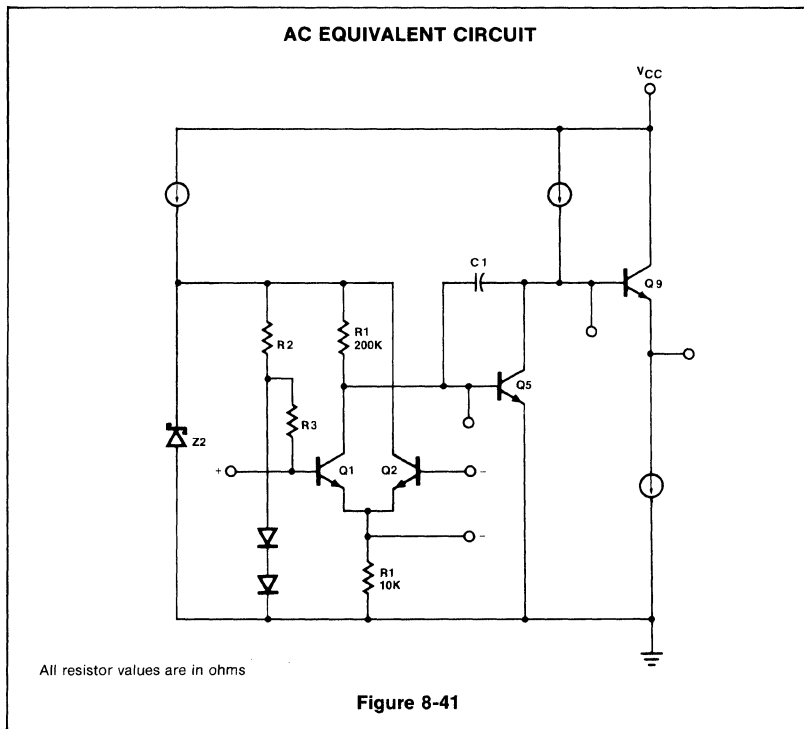 AC EQUIVALENT CIRCUIT
VCC
C1
Q9
R1
200K
R2
Q5
R3
Z2
+
Q1
Q2
-
-
R1
10K
All resistor values are in ohms
Figure 8-41